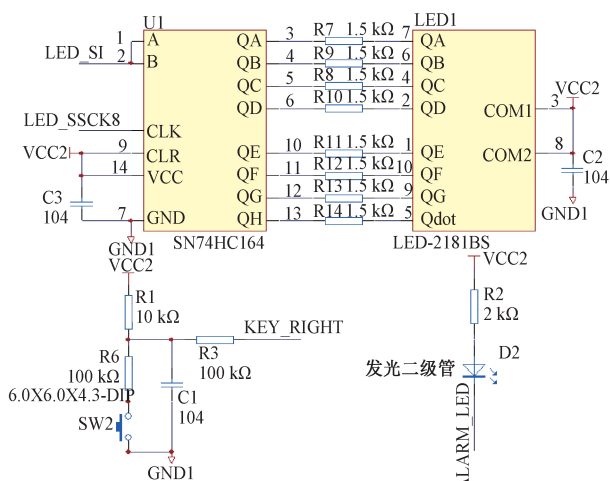 U1
LED1
1 A
QA 3 R7 1.5 kΩ 7 QA
LED_SI 2 B
QB 4 R9 1.5 kΩ 6 QB
QC 5 R8 1.5 kΩ 4 QC
QD 6 R10 1.5 kΩ 2 QD
VCC2
COM1 3
LED_SSCK8 CLK
VCC2 9 CLR
QE 10 R11 1.5 kΩ 1 QE
COM2 8
14 VCC
QF 11 R12 1.5 kΩ 10 QF
C2
104
QG 12 R13 1.5 kΩ 9 QG
C3
104
7 GND
QH 13 R14 1.5 kΩ 5 Qdot
GND1
GND1
SN74HC164
LED-2181BS
VCC2
VCC2
R1
10 kΩ
R2
2 kΩ
KEY_RIGHT
R3
100 kΩ
D2
发光二级管
R6
100 kΩ
6.0X6.0X4.3-DIP
C1
104
SW2
GND1
ALARM_LED